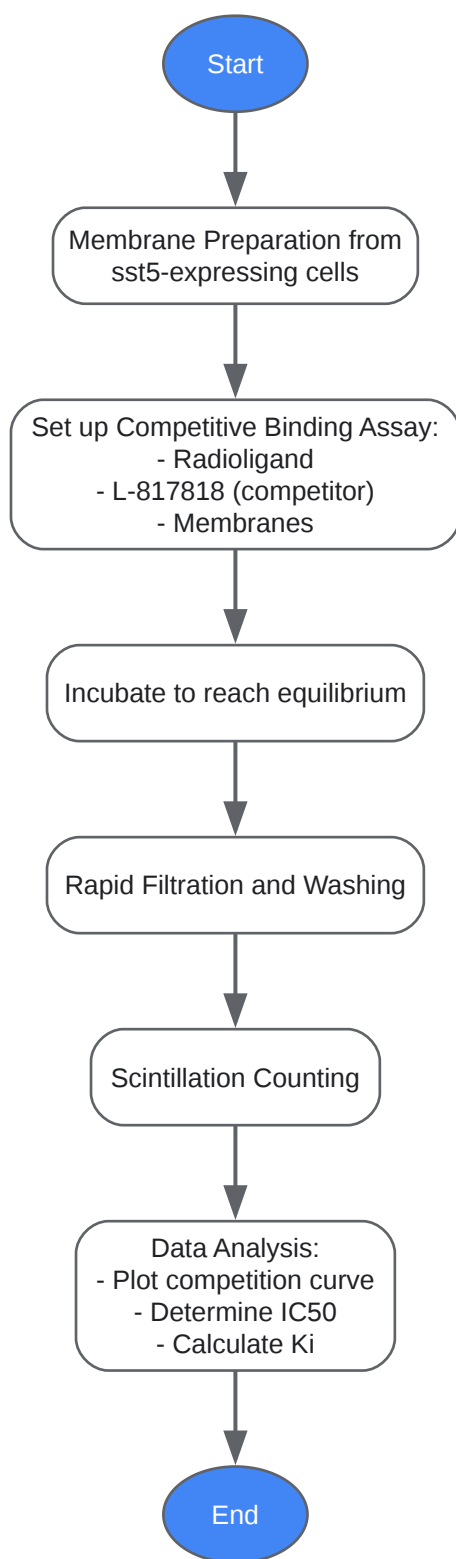 Start
Membrane Preparation from
sst5-expressing cells
Set up Competitive Binding Assay:
- Radioligand
- L-817818 (competitor)
- Membranes
Incubate to reach equilibrium
Rapid Filtration and Washing
Scintillation Counting
Data Analysis:
- Plot competition curve
- Determine IC50
- Calculate Ki
End